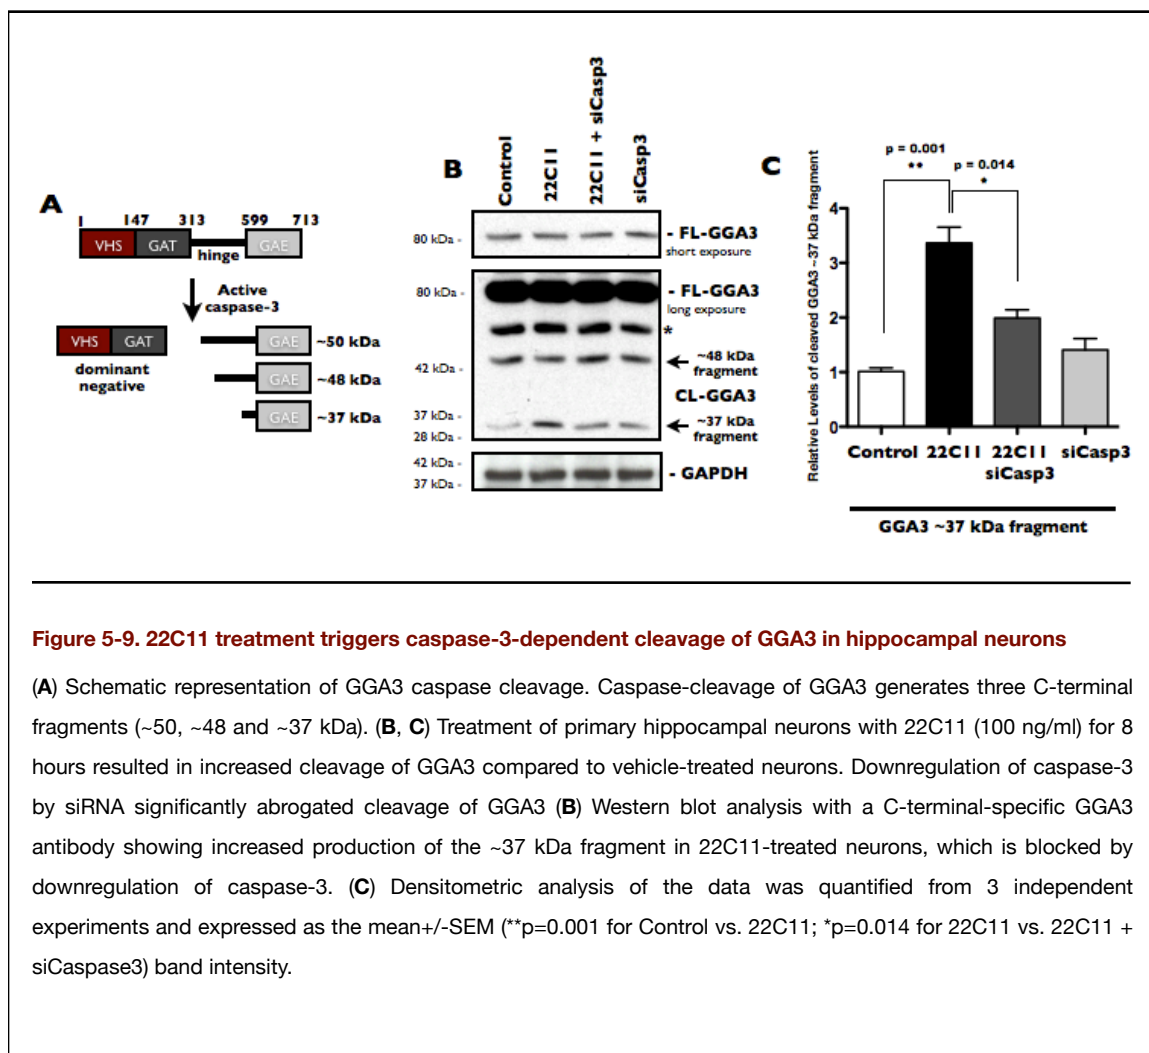 A
1 147 313 599 713
VHS GAT GAE
hinge
Active
caspase-3
VHS GAT
dominant
negative
GAE ~50 kDa
GAE ~48 kDa
GAE ~37 kDa
B
Control
22C11
22C11 + siCasp3
siCasp3
80 kDa -
- FL-GGA3
short exposure
80 kDa -
- FL-GGA3
long exposure
*
42 kDa -
~48 kDa
fragment
CL-GGA3
37 kDa -
28 kDa -
~37 kDa
fragment
42 kDa -
37 kDa -
- GAPDH
C
p = 0.001
**
p = 0.014
*
Relative Levels of cleaved GGA3 ~37 kDa fragment
4
3
2
1
0
Control 22C11 22C11 siCasp3
siCasp3
GGA3 ~37 kDa fragment
Figure 5-9. 22C11 treatment triggers caspase-3-dependent cleavage of GGA3 in hippocampal neurons
(A) Schematic representation of GGA3 caspase cleavage. Caspase-cleavage of GGA3 generates three C-terminal
fragments (~50, ~48 and ~37 kDa). (B, C) Treatment of primary hippocampal neurons with 22C11 (100 ng/ml) for 8
hours resulted in increased cleavage of GGA3 compared to vehicle-treated neurons. Downregulation of caspase-3
by siRNA significantly abrogated cleavage of GGA3 (B) Western blot analysis with a C-terminal-specific GGA3
antibody showing increased production of the ~37 kDa fragment in 22C11-treated neurons, which is blocked by
downregulation of caspase-3. (C) Densitometric analysis of the data was quantified from 3 independent
experiments and expressed as the mean+/-SEM (**p=0.001 for Control vs. 22C11; *p=0.014 for 22C11 vs. 22C11 +
siCaspase3) band intensity.